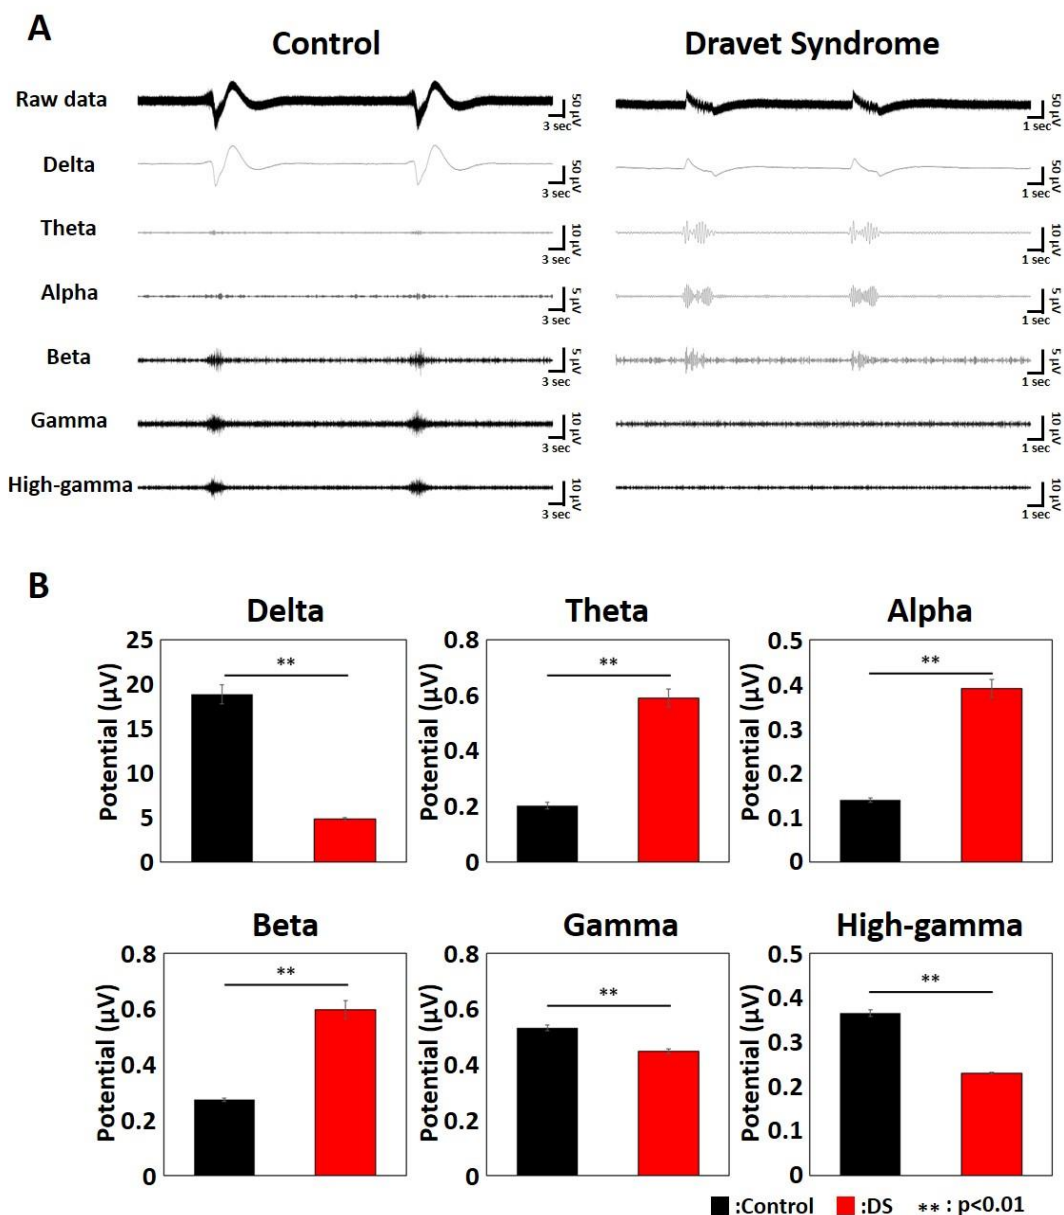 A
Control
Dravet Syndrome
Raw data
50 µV
3 sec
50 µV
1 sec
Delta
50 µV
3 sec
50 µV
1 sec
Theta
10 µV
3 sec
10 µV
1 sec
Alpha
5 µV
3 sec
5 µV
1 sec
Beta
5 µV
3 sec
5 µV
1 sec
Gamma
10 µV
3 sec
10 µV
1 sec
High-gamma
10 µV
3 sec
10 µV
1 sec
B
Delta
Potential (µV)
25
20
15
10
5
0
**
Theta
Potential (µV)
0.8
0.6
0.4
0.2
0
**
Alpha
Potential (µV)
0.5
0.4
0.3
0.2
0.1
0
**
Beta
Potential (µV)
0.8
0.6
0.4
0.2
0
**
Gamma
Potential (µV)
0.8
0.6
0.4
0.2
0
**
High-gamma
Potential (µV)
0.5
0.4
0.3
0.2
0.1
0
**
:Control :DS ** : p<0.01